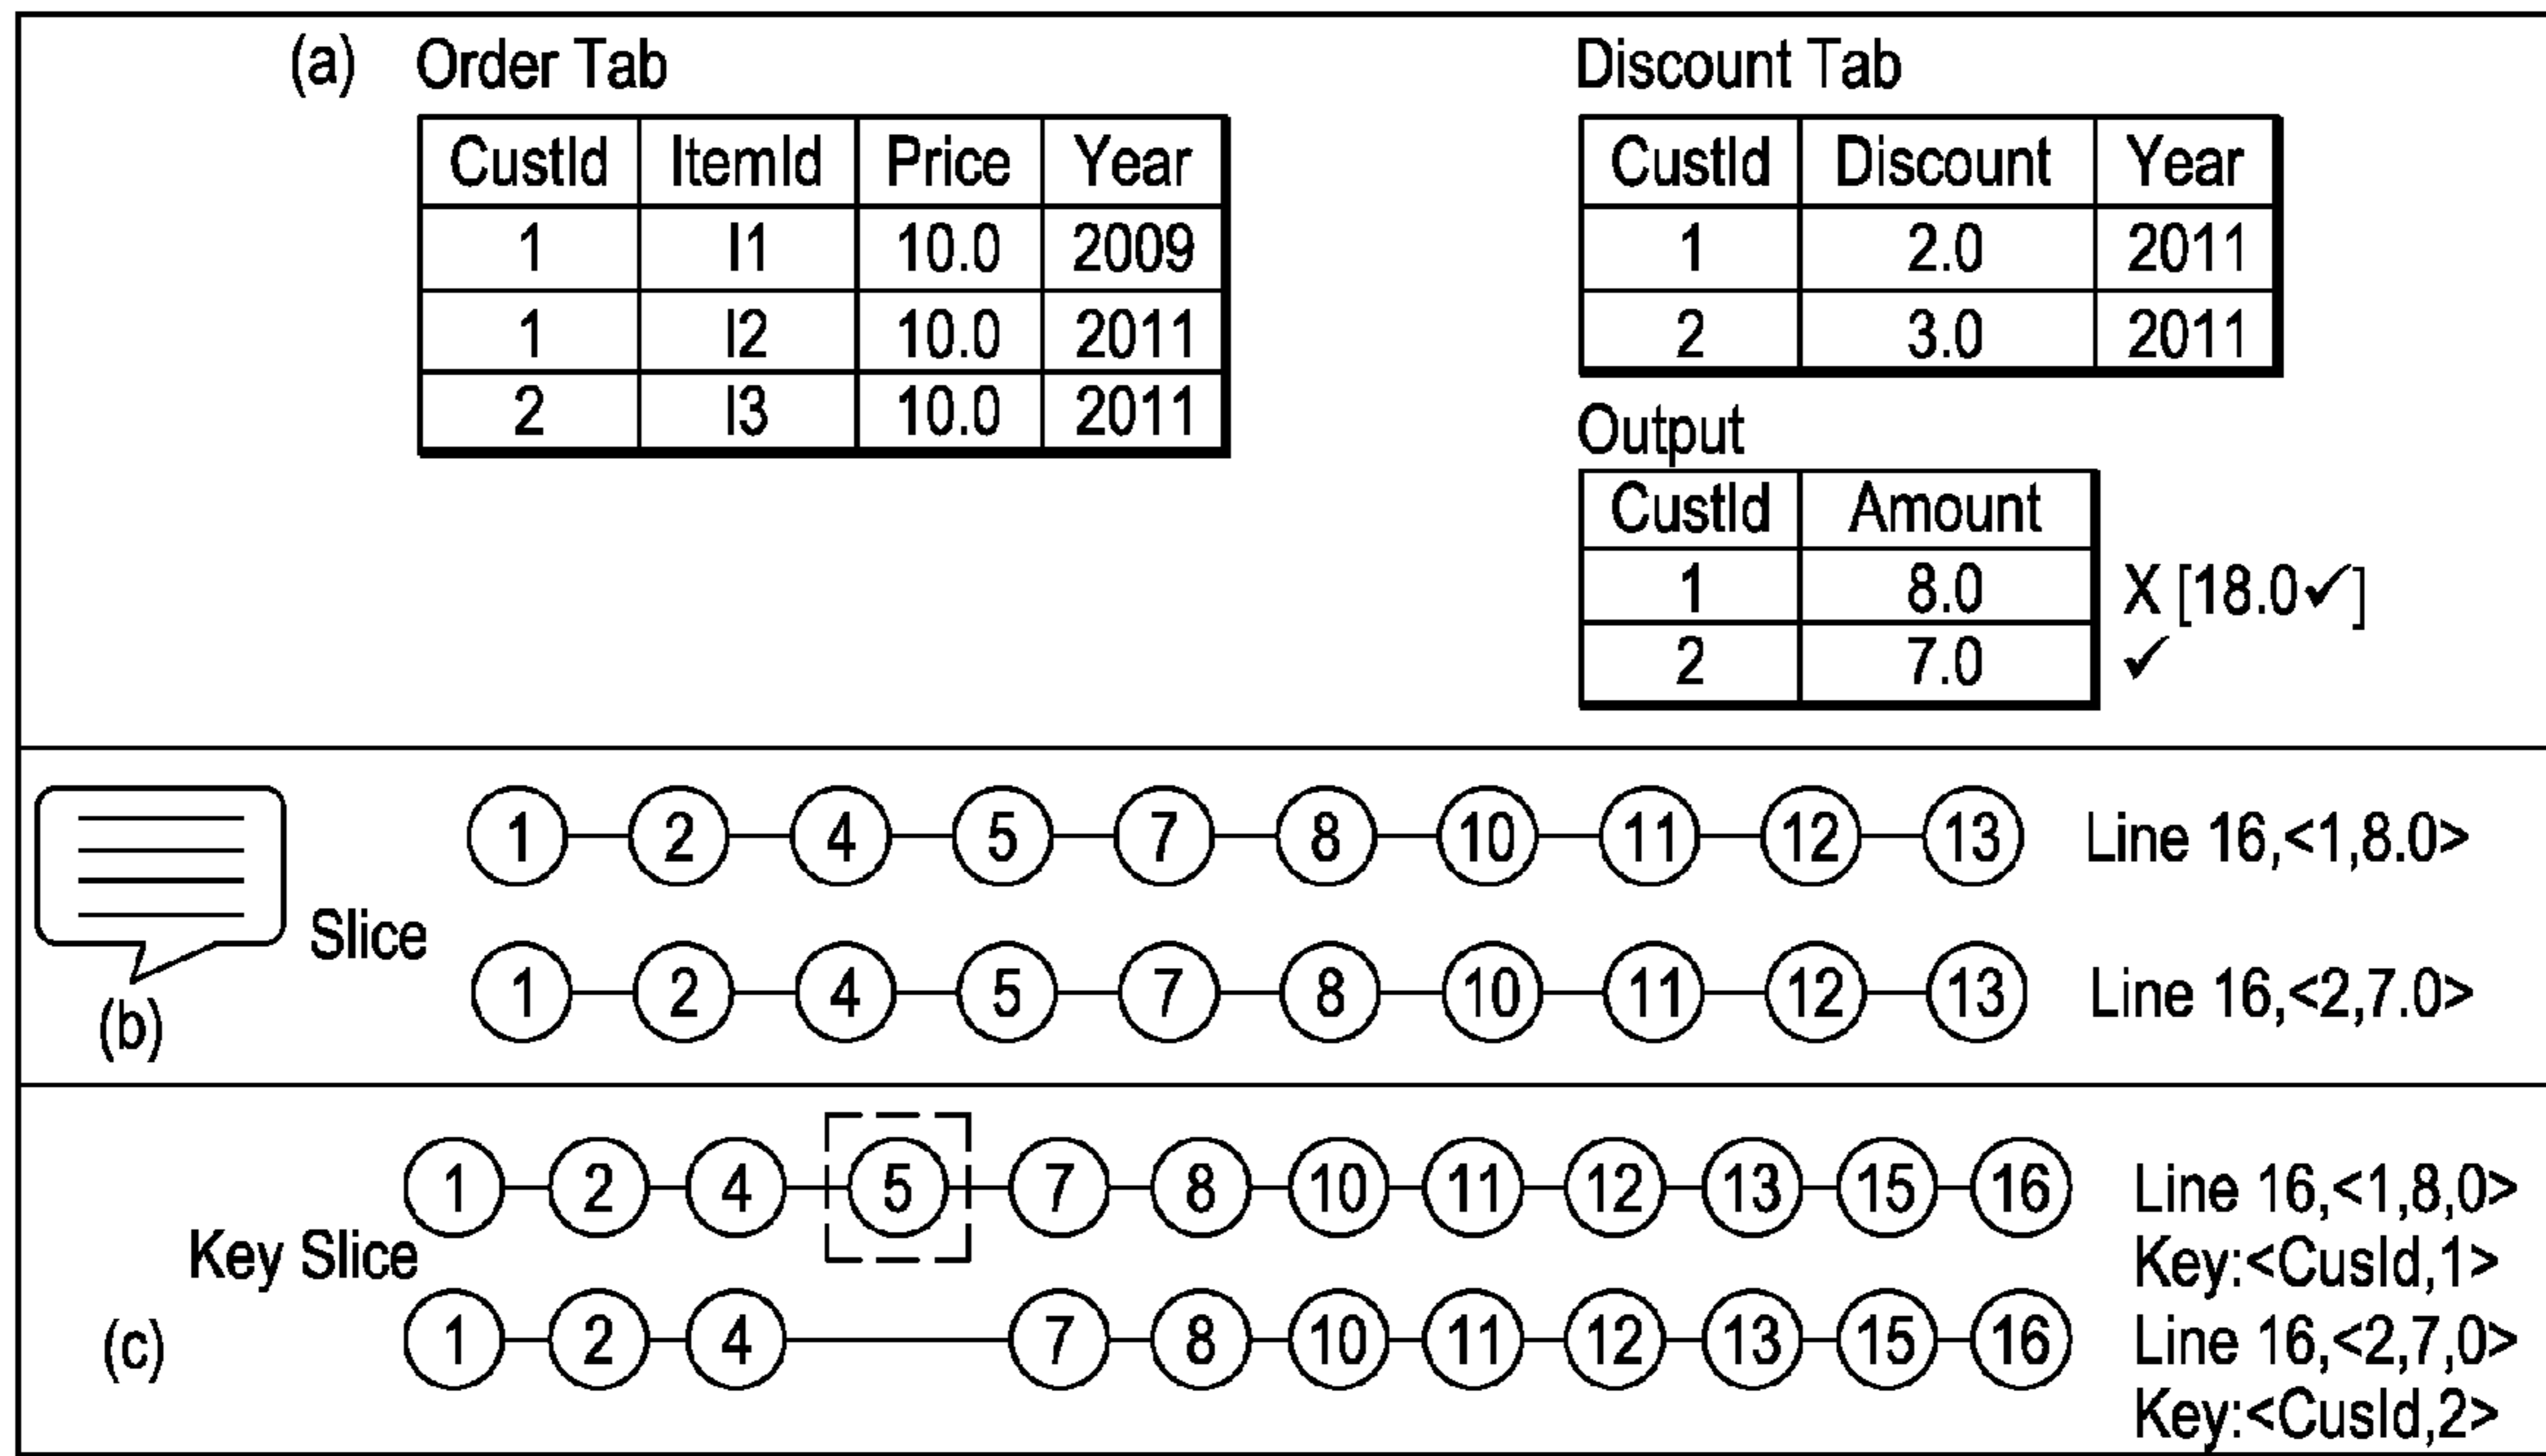 (a) Order Tab
CustId ItemId Price Year
1 I1 10.0 2009
1 I2 10.0 2011
2 I3 10.0 2011
Discount Tab
CustId Discount Year
1 2.0 2011
2 3.0 2011
Output
CustId Amount
1 8.0 X [18.0✓]
2 7.0 ✓
(b)
Slice
1 2 4 5 7 8 10 11 12 13 Line 16,<1,8.0>
1 2 4 5 7 8 10 11 12 13 Line 16,<2,7.0>
(c)
Key Slice
1 2 4 5 7 8 10 11 12 13 15 16 Line 16,<1,8,0>
Key:<CusId,1>
1 2 4 7 8 10 11 12 13 15 16 Line 16,<2,7,0>
Key:<CusId,2>